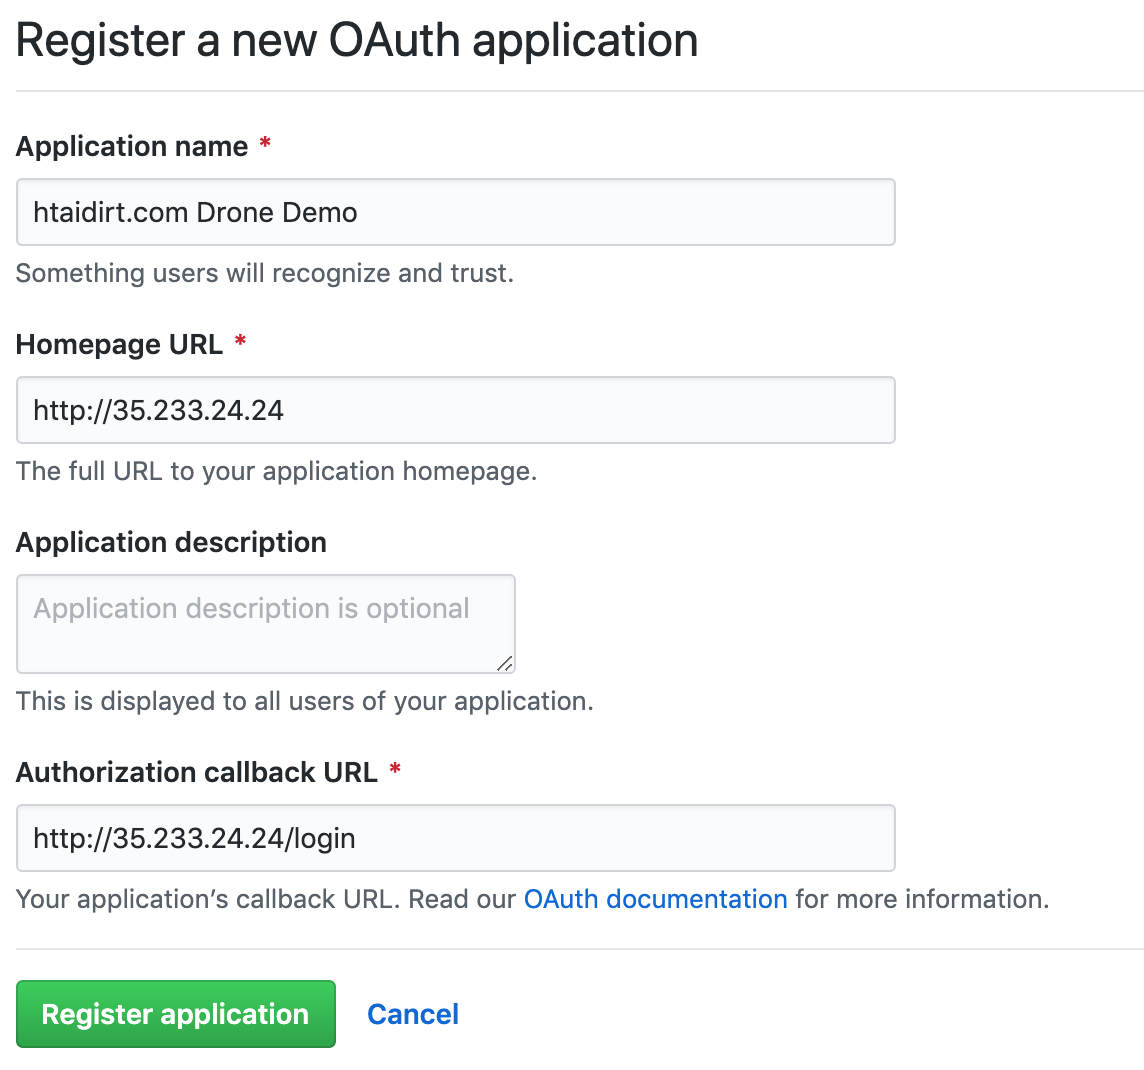 Register a new OAuth application
Application name *
htaidirt.com Drone Demo
Something users will recognize and trust.
Homepage URL *
http://35.233.24.24
The full URL to your application homepage.
Application description
Application description is optional
This is displayed to all users of your application.
Authorization callback URL *
http://35.233.24.24/login
Your application’s callback URL. Read our OAuth documentation for more information.
Register application Cancel